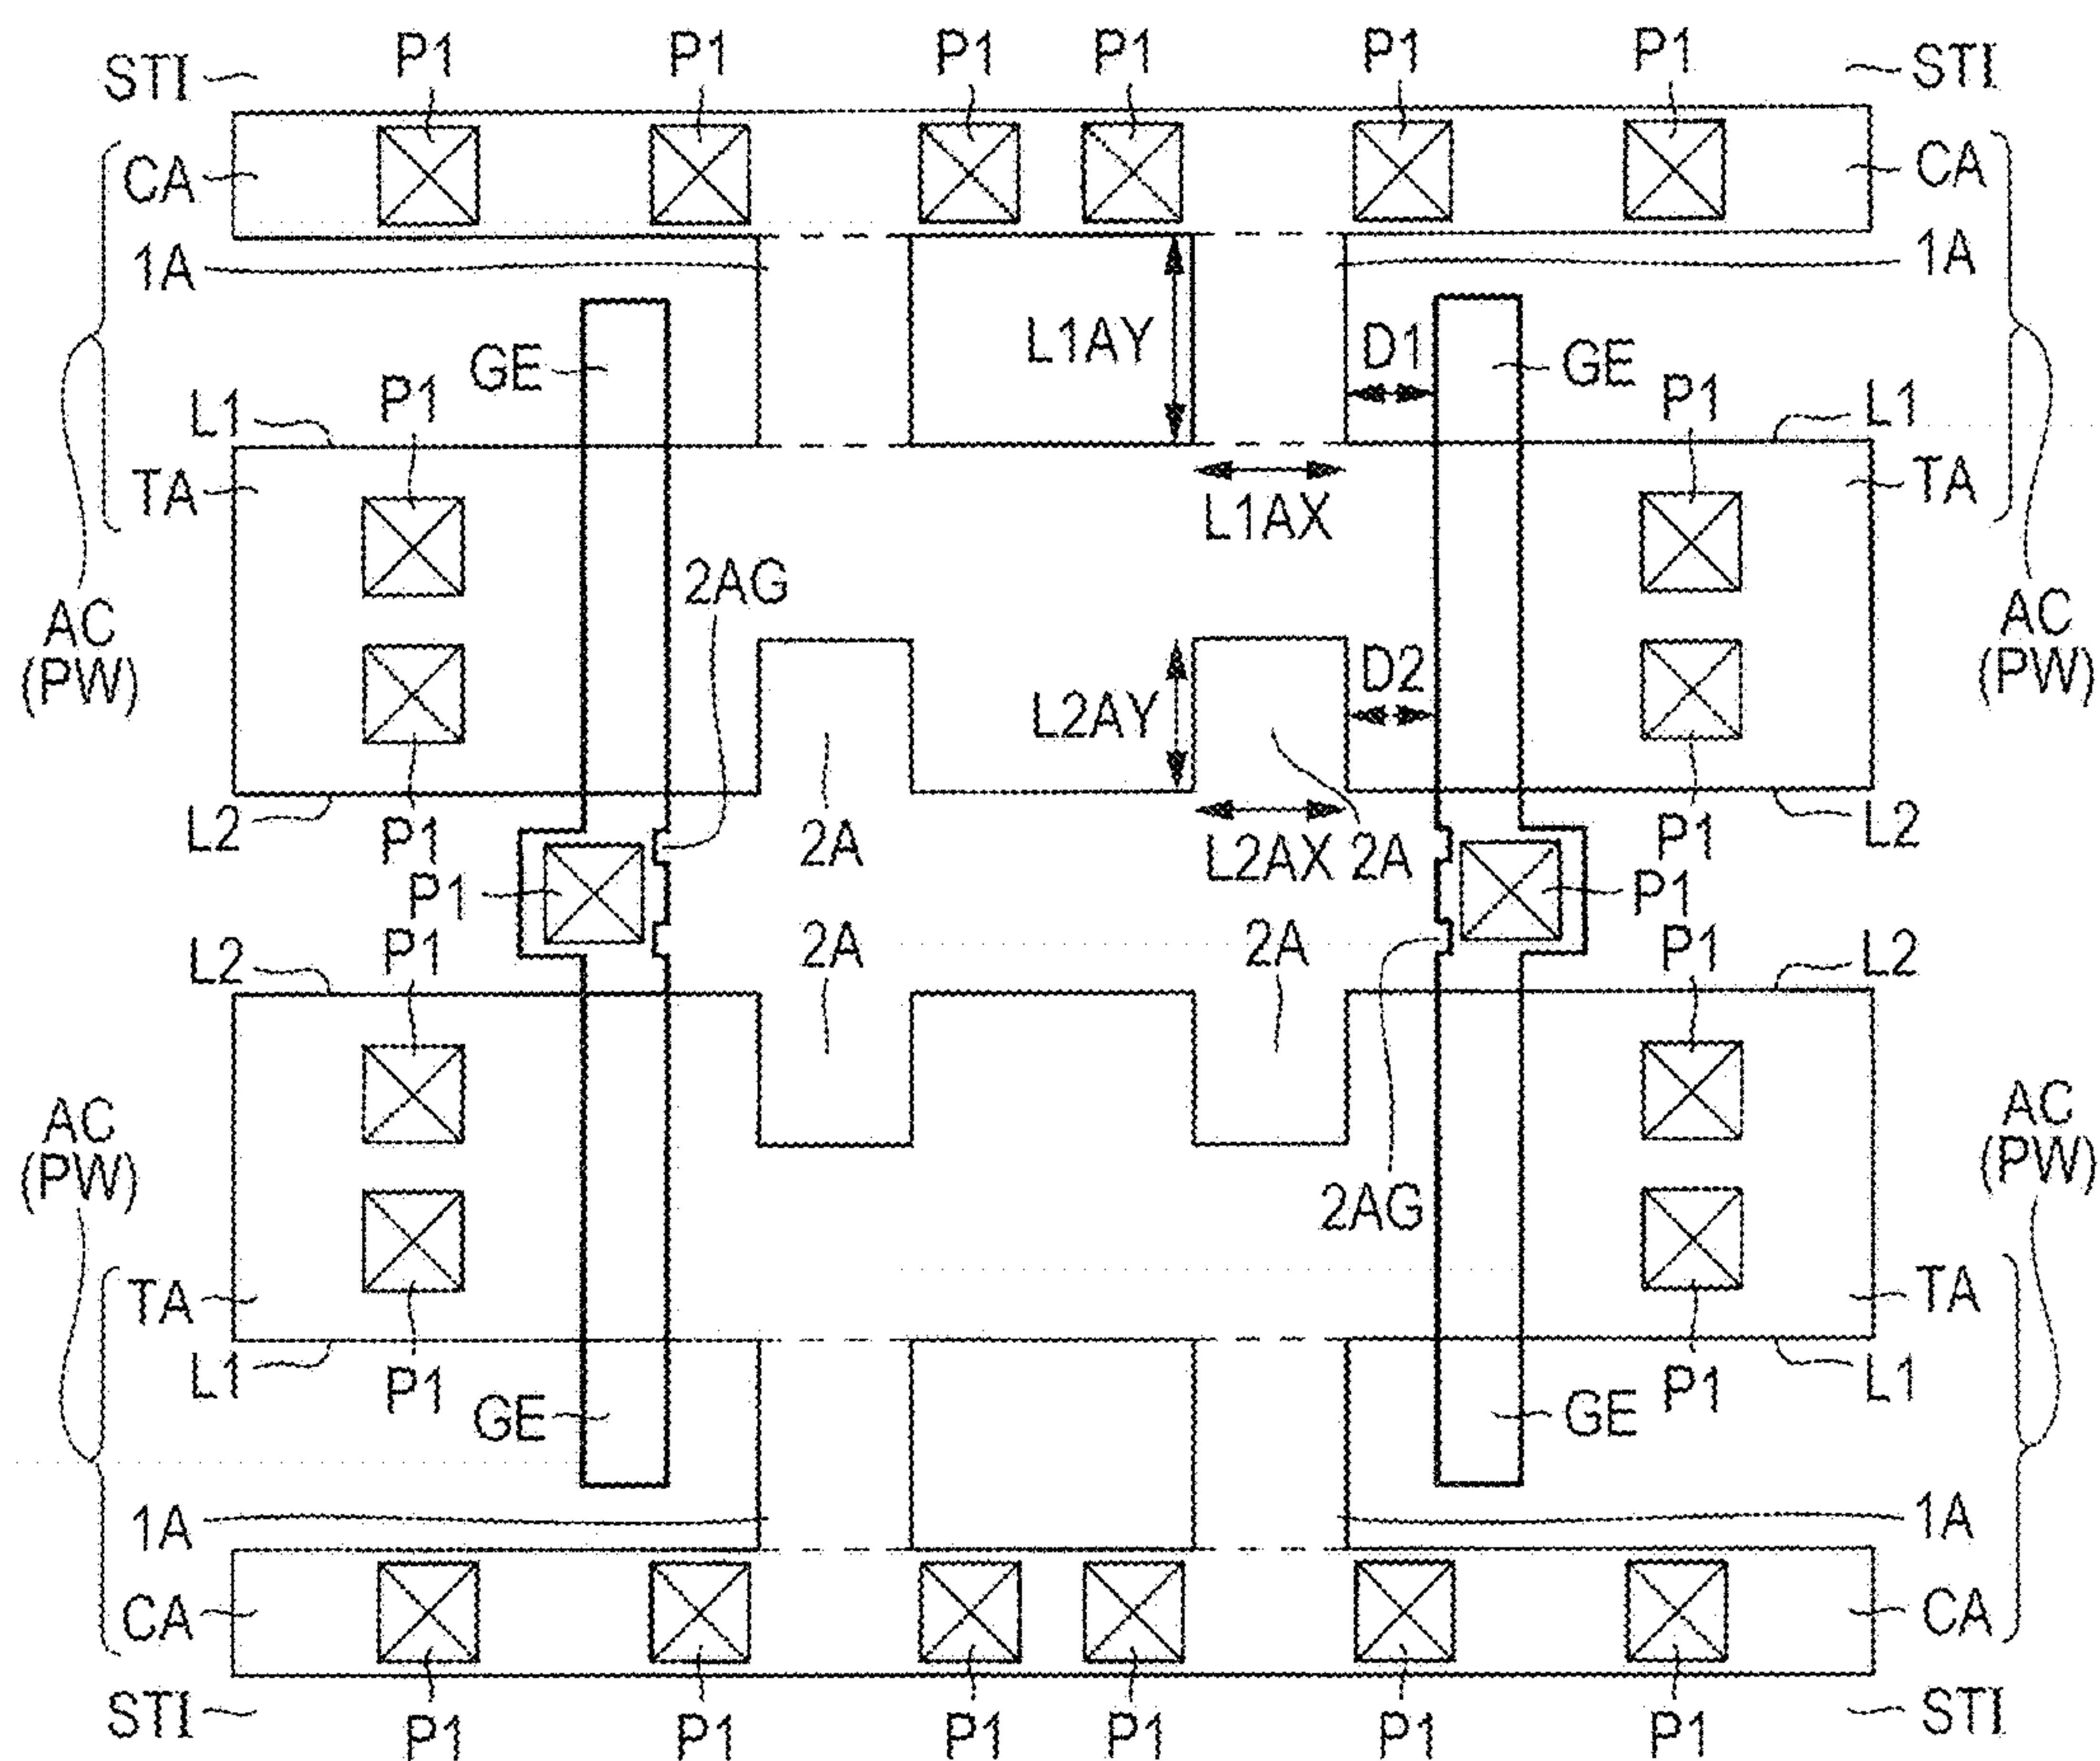 P1 P1 P1 P1 P1 P1
STI STI
CA CA
1A 1A
L1AY D1
GE GE
P1 P1
L1 L1
TA TA
L1AX
2AG
AC AC
(PW) (PW)
D2
L2AY
L2 P1 2A L2AX 2A P1 L2
P1 P1
L2 P1 2A 2A P1 L2
AC AC
(PW) (PW)
2AG
TA TA
L1 P1 P1 L1
GE GE
1A 1A
CA CA
STI STI
P1 P1 P1 P1 P1 P1